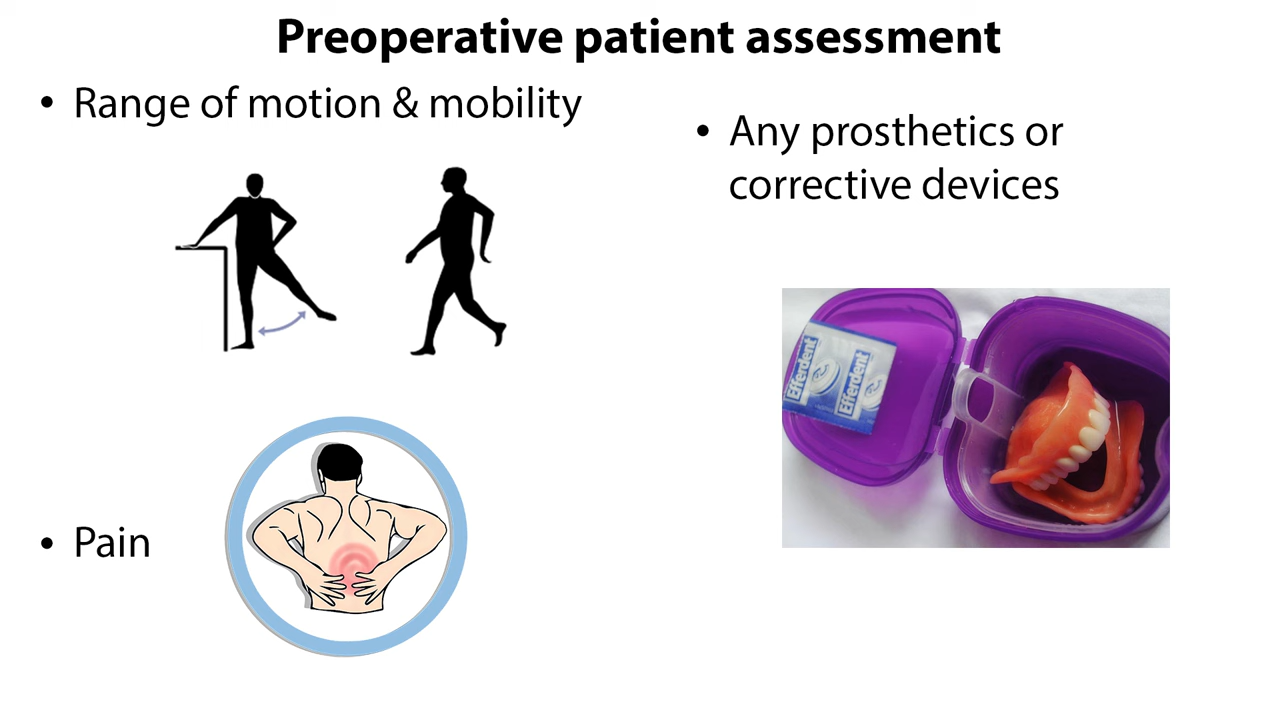 Preoperative patient assessment
• Range of motion & mobility
• Any prosthetics or
corrective devices
Efferdent
Efferdent
• Pain